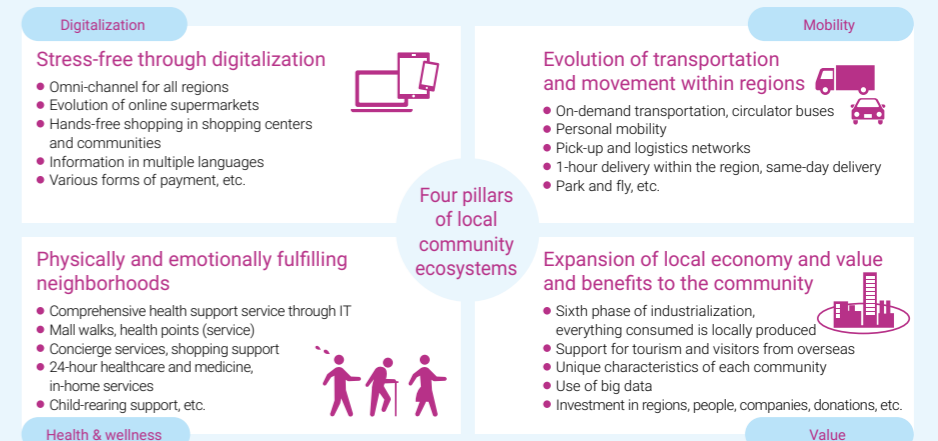 Digitalization
Stress-free through digitalization
● Omni-channel for all regions
● Evolution of online supermarkets
● Hands-free shopping in shopping centers
and communities
● Information in multiple languages
● Various forms of payment, etc.
Mobility
Evolution of transportation
and movement within regions
● On-demand transportation, circulator buses
● Personal mobility
● Pick-up and logistics networks
● 1-hour delivery within the region, same-day delivery
● Park and fly, etc.
Four pillars
of local
community
ecosystems
Physically and emotionally fulfilling
neighborhoods
● Comprehensive health support service through IT
● Mall walks, health points (service)
● Concierge services, shopping support
● 24-hour healthcare and medicine,
in-home services
● Child-rearing support, etc.
Health & wellness
Expansion of local economy and value
and benefits to the community
● Sixth phase of industrialization,
everything consumed is locally produced
● Support for tourism and visitors from overseas
● Unique characteristics of each community
● Use of big data
● Investment in regions, people, companies, donations, etc.
Value